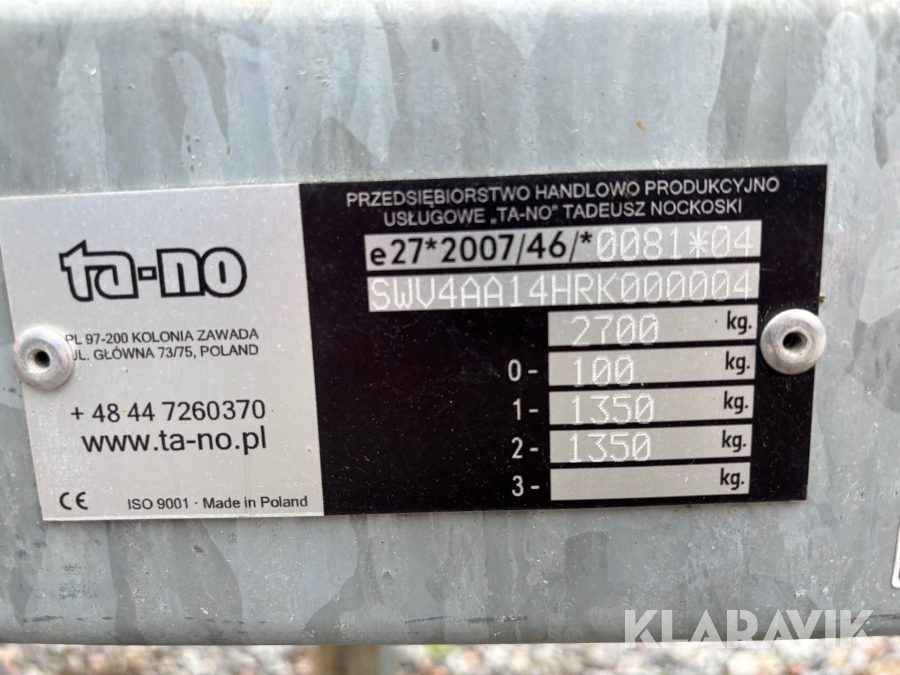 ta-no
PL 97-200 KOLONIA ZAWADA
UL. GŁÓWNA 73/75, POLAND
+ 48 44 7260370
www.ta-no.pl
CE ISO 9001 · Made in Poland
PRZEDSIĘBIORSTWO HANDLOWO PRODUKCYJNO
USŁUGOWE „TA-NO" TADEUSZ NOCKOSKI
e27*2007/46/*0081*04
SWV4AA14HRK000004
2700 kg.
0- 100 kg.
1- 1350 kg.
2- 1350 kg.
3- kg.
KLARAVIK